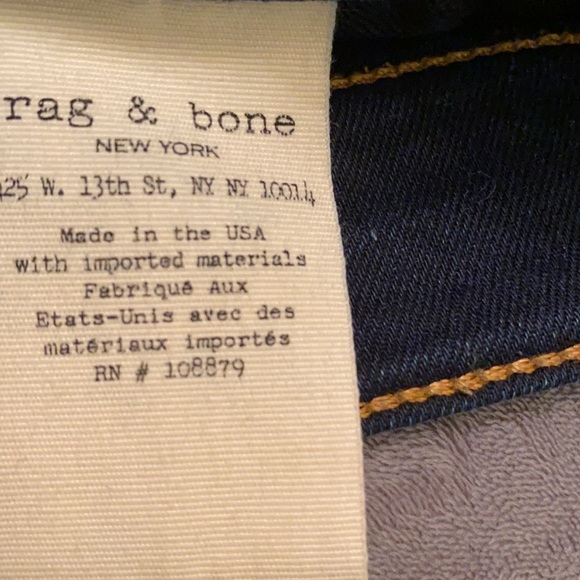 rag & bone
NEW YORK
425 W. 13th St, NY NY 10014
Made in the USA
with imported materials
Fabriqué Aux
Etats-Unis avec des
matériaux importés
RN # 108879